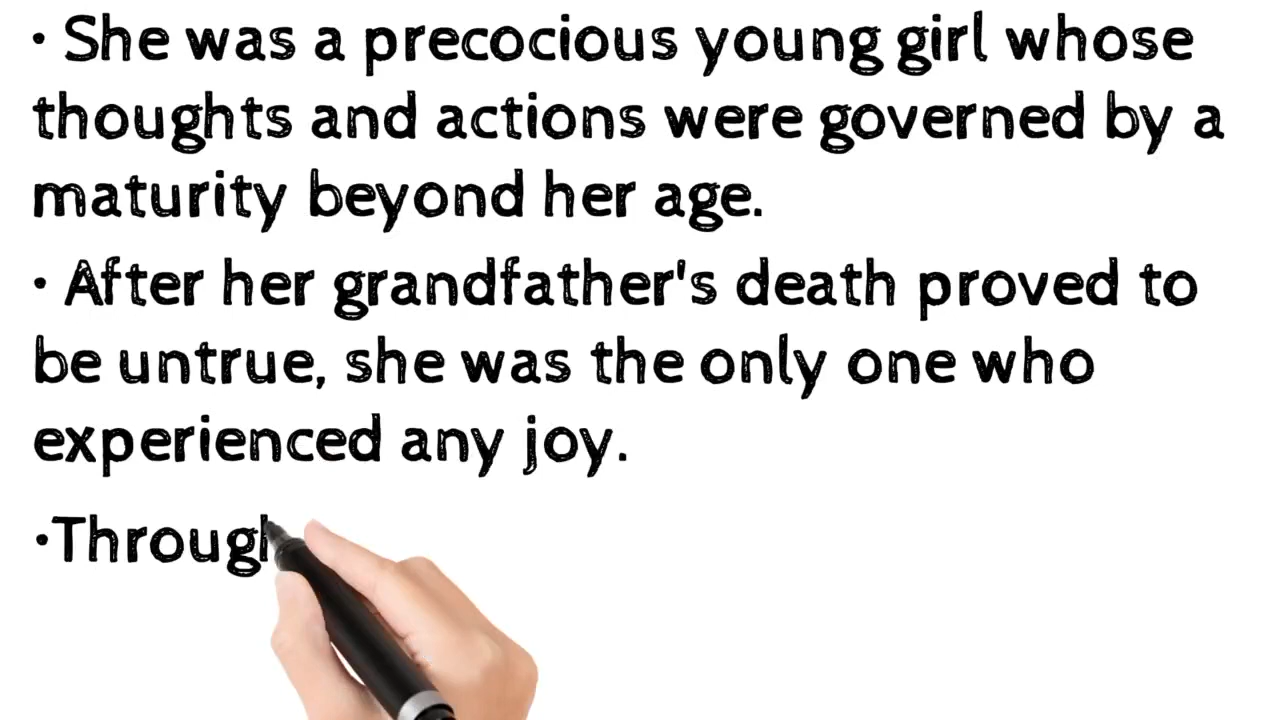 • She was a precocious young girl whose
thoughts and actions were governed by a
maturity beyond her age.
• After her grandfather's death proved to
be untrue, she was the only one who
experienced any joy.
•Through